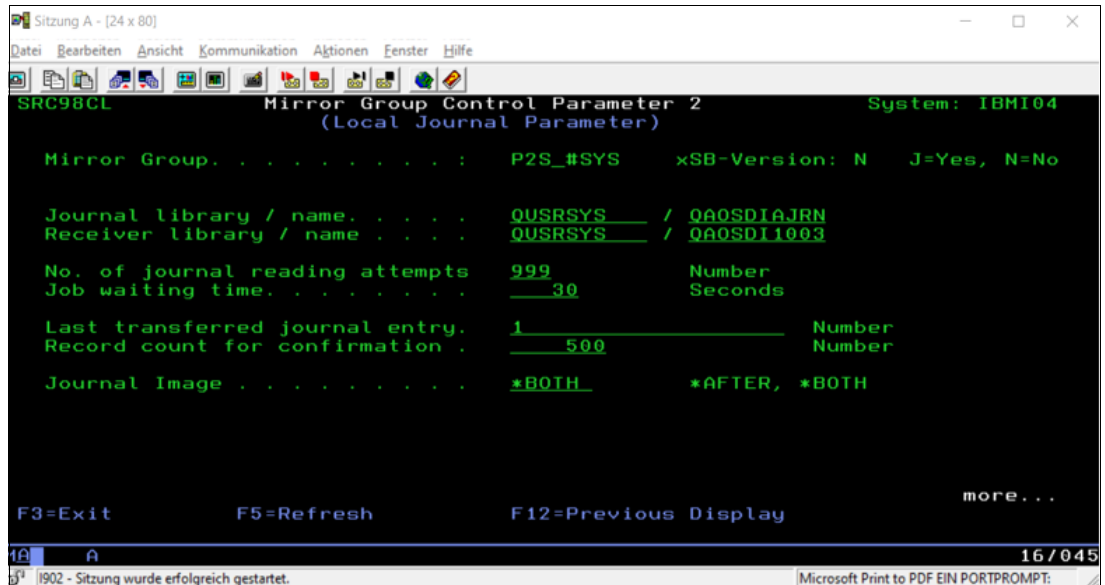 Sitzung A - [24 x 80]
Datei Bearbeiten Ansicht Kommunikation Aktionen Fenster Hilfe
SRC98CL Mirror Group Control Parameter 2 System: IBMI04
(Local Journal Parameter)
Mirror Group. . . . . . . . . . : P2S_#SYS xSB-Version: N J=Yes, N=No
Journal library / name. . . . . QUSRSYS / QAOSDIAJRN
Receiver library / name . . . . QUSRSYS / QAOSDI1003
No. of journal reading attempts 999 Number
Job waiting time. . . . . . . . 30 Seconds
Last transferred journal entry. 1 Number
Record count for confirmation . 500 Number
Journal Image . . . . . . . . . *BOTH *AFTER, *BOTH
more...
F3=Exit F5=Refresh F12=Previous Display
MA A 16/045
I902 - Sitzung wurde erfolgreich gestartet. Microsoft Print to PDF EIN PORTPROMPT: